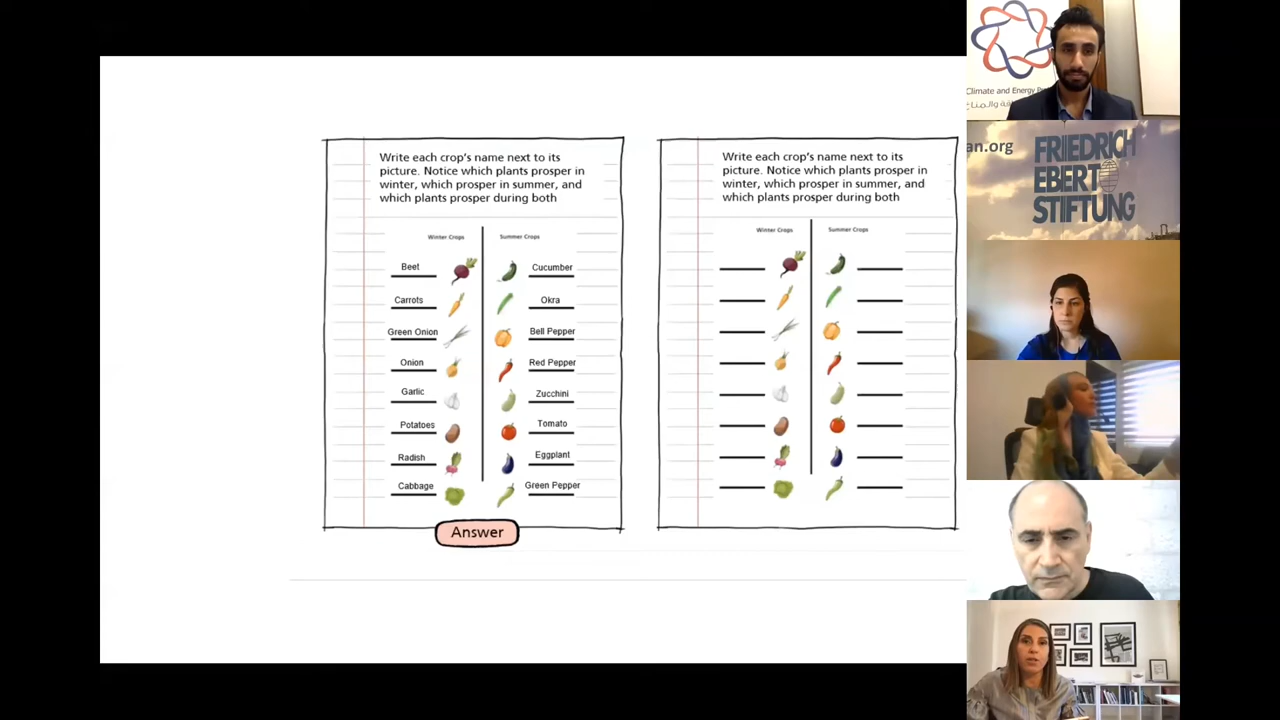 Write each crop's name next to its
picture. Notice which plants prosper in
winter, which prosper in summer, and
which plants prosper during both
Winter Crops Summer Crops
Beet Cucumber
Carrots Okra
Green Onion Bell Pepper
Onion Red Pepper
Garlic Zucchini
Potatoes Tomato
Radish Eggplant
Cabbage Green Pepper
Answer
Write each crop's name next to its
picture. Notice which plants prosper in
winter, which prosper in summer, and
which plants prosper during both
Winter Crops Summer Crops
Climate and Energy
an.org
FRIEDRICH
EBERT
STIFTUNG